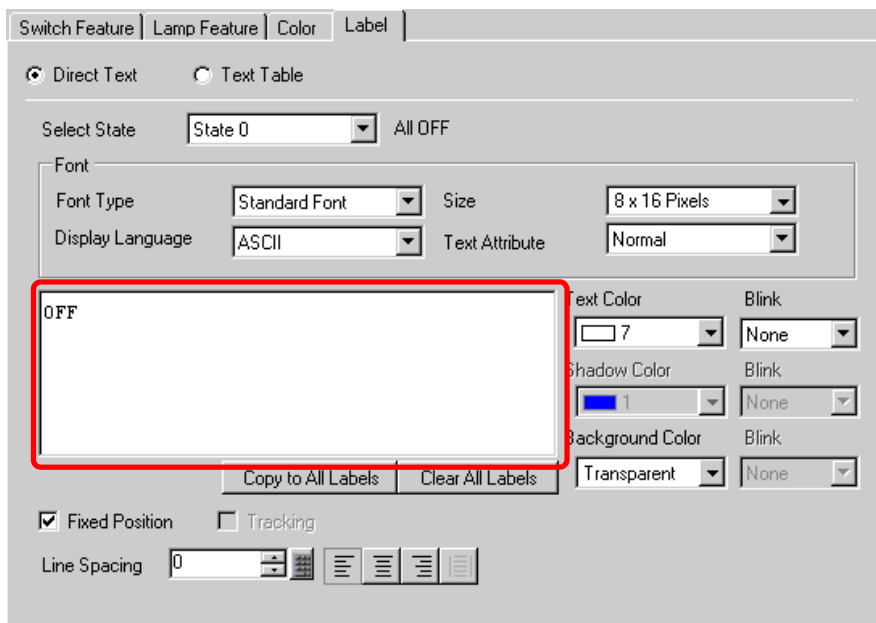 Switch Feature Lamp Feature Color Label
Direct Text Text Table
Select State State 0 All OFF
Font
Font Type Standard Font Size 8 x 16 Pixels
Display Language ASCII Text Attribute Normal
OFF
Text Color Blink
7 None
Shadow Color Blink
1 None
Background Color Blink
Transparent None
Copy to All Labels Clear All Labels
Fixed Position Tracking
Line Spacing 0